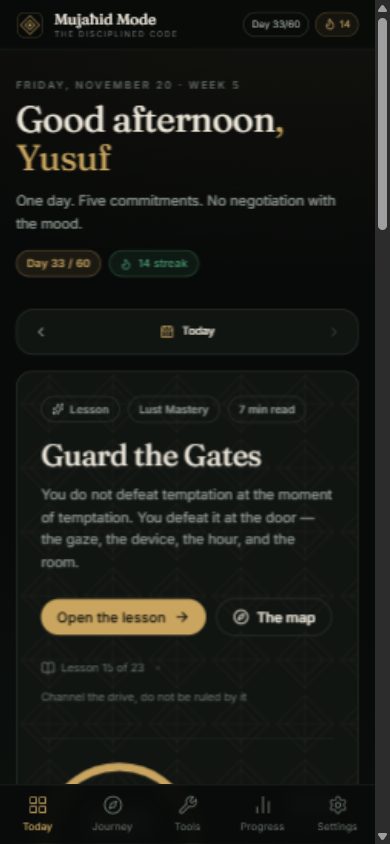 Mujahid Mode
THE DISCIPLINED CODE
Day 33/60
14
FRIDAY, NOVEMBER 20 · WEEK 5
Good afternoon,
Yusuf
One day. Five commitments. No negotiation with
the mood.
Day 33 / 60
14 streak
Today
Lesson
Lust Mastery
7 min read
Guard the Gates
You do not defeat temptation at the moment
of temptation. You defeat it at the door —
the gaze, the device, the hour, and the
room.
Open the lesson
The map
Lesson 15 of 23 ·
Channel the drive, do not be ruled by it
Today
Journey
Tools
Progress
Settings